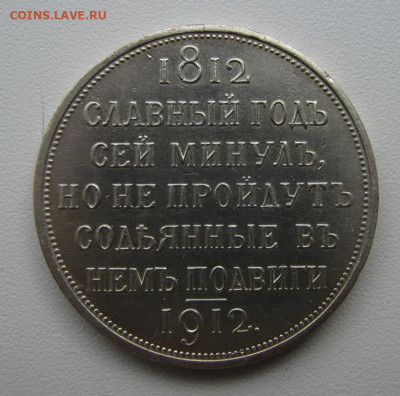 COINS.LAVE.RU
1812
СЛАВНЫЙ ГОДЪ
СЕЙ МИНУЛЪ,
НО НЕ ПРОЙДУТЪ
СОДѢЯННЫЕ ВЪ
НЕМЪ ПОДВИГИ
1912.